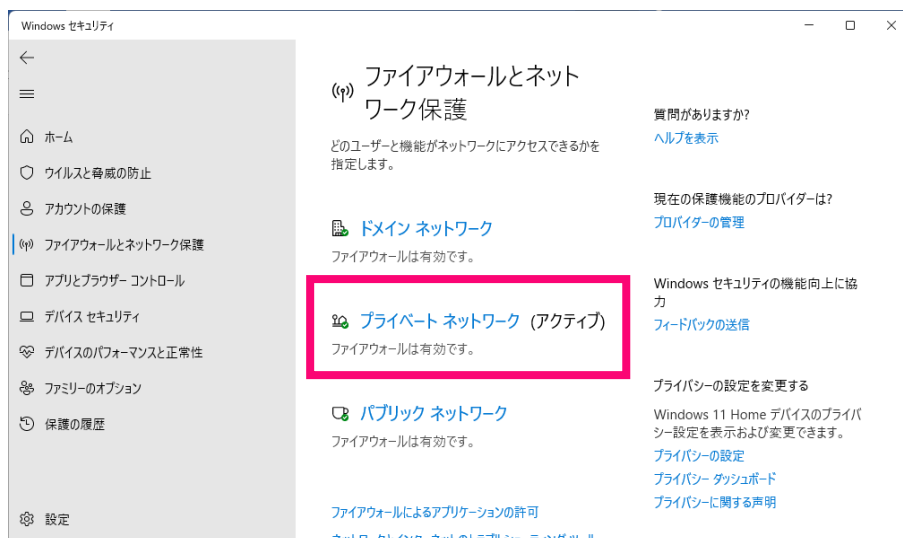 Windows セキュリティ
ホーム
ウイルスと脅威の防止
アカウントの保護
ファイアウォールとネットワーク保護
アプリとブラウザー コントロール
デバイス セキュリティ
デバイスのパフォーマンスと正常性
ファミリーのオプション
保護の履歴
設定
ファイアウォールとネット
ワーク保護
どのユーザーと機能がネットワークにアクセスできるかを
指定します。
ドメイン ネットワーク
ファイアウォールは有効です。
プライベート ネットワーク (アクティブ)
ファイアウォールは有効です。
パブリック ネットワーク
ファイアウォールは有効です。
ファイアウォールによるアプリケーションの許可
質問がありますか?
ヘルプを表示
現在の保護機能のプロバイダーは?
プロバイダーの管理
Windows セキュリティの機能向上に協
力
フィードバックの送信
プライバシーの設定を変更する
Windows 11 Home デバイスのプライバ
シー設定を表示および変更できます。
プライバシーの設定
プライバシー ダッシュボード
プライバシーに関する声明